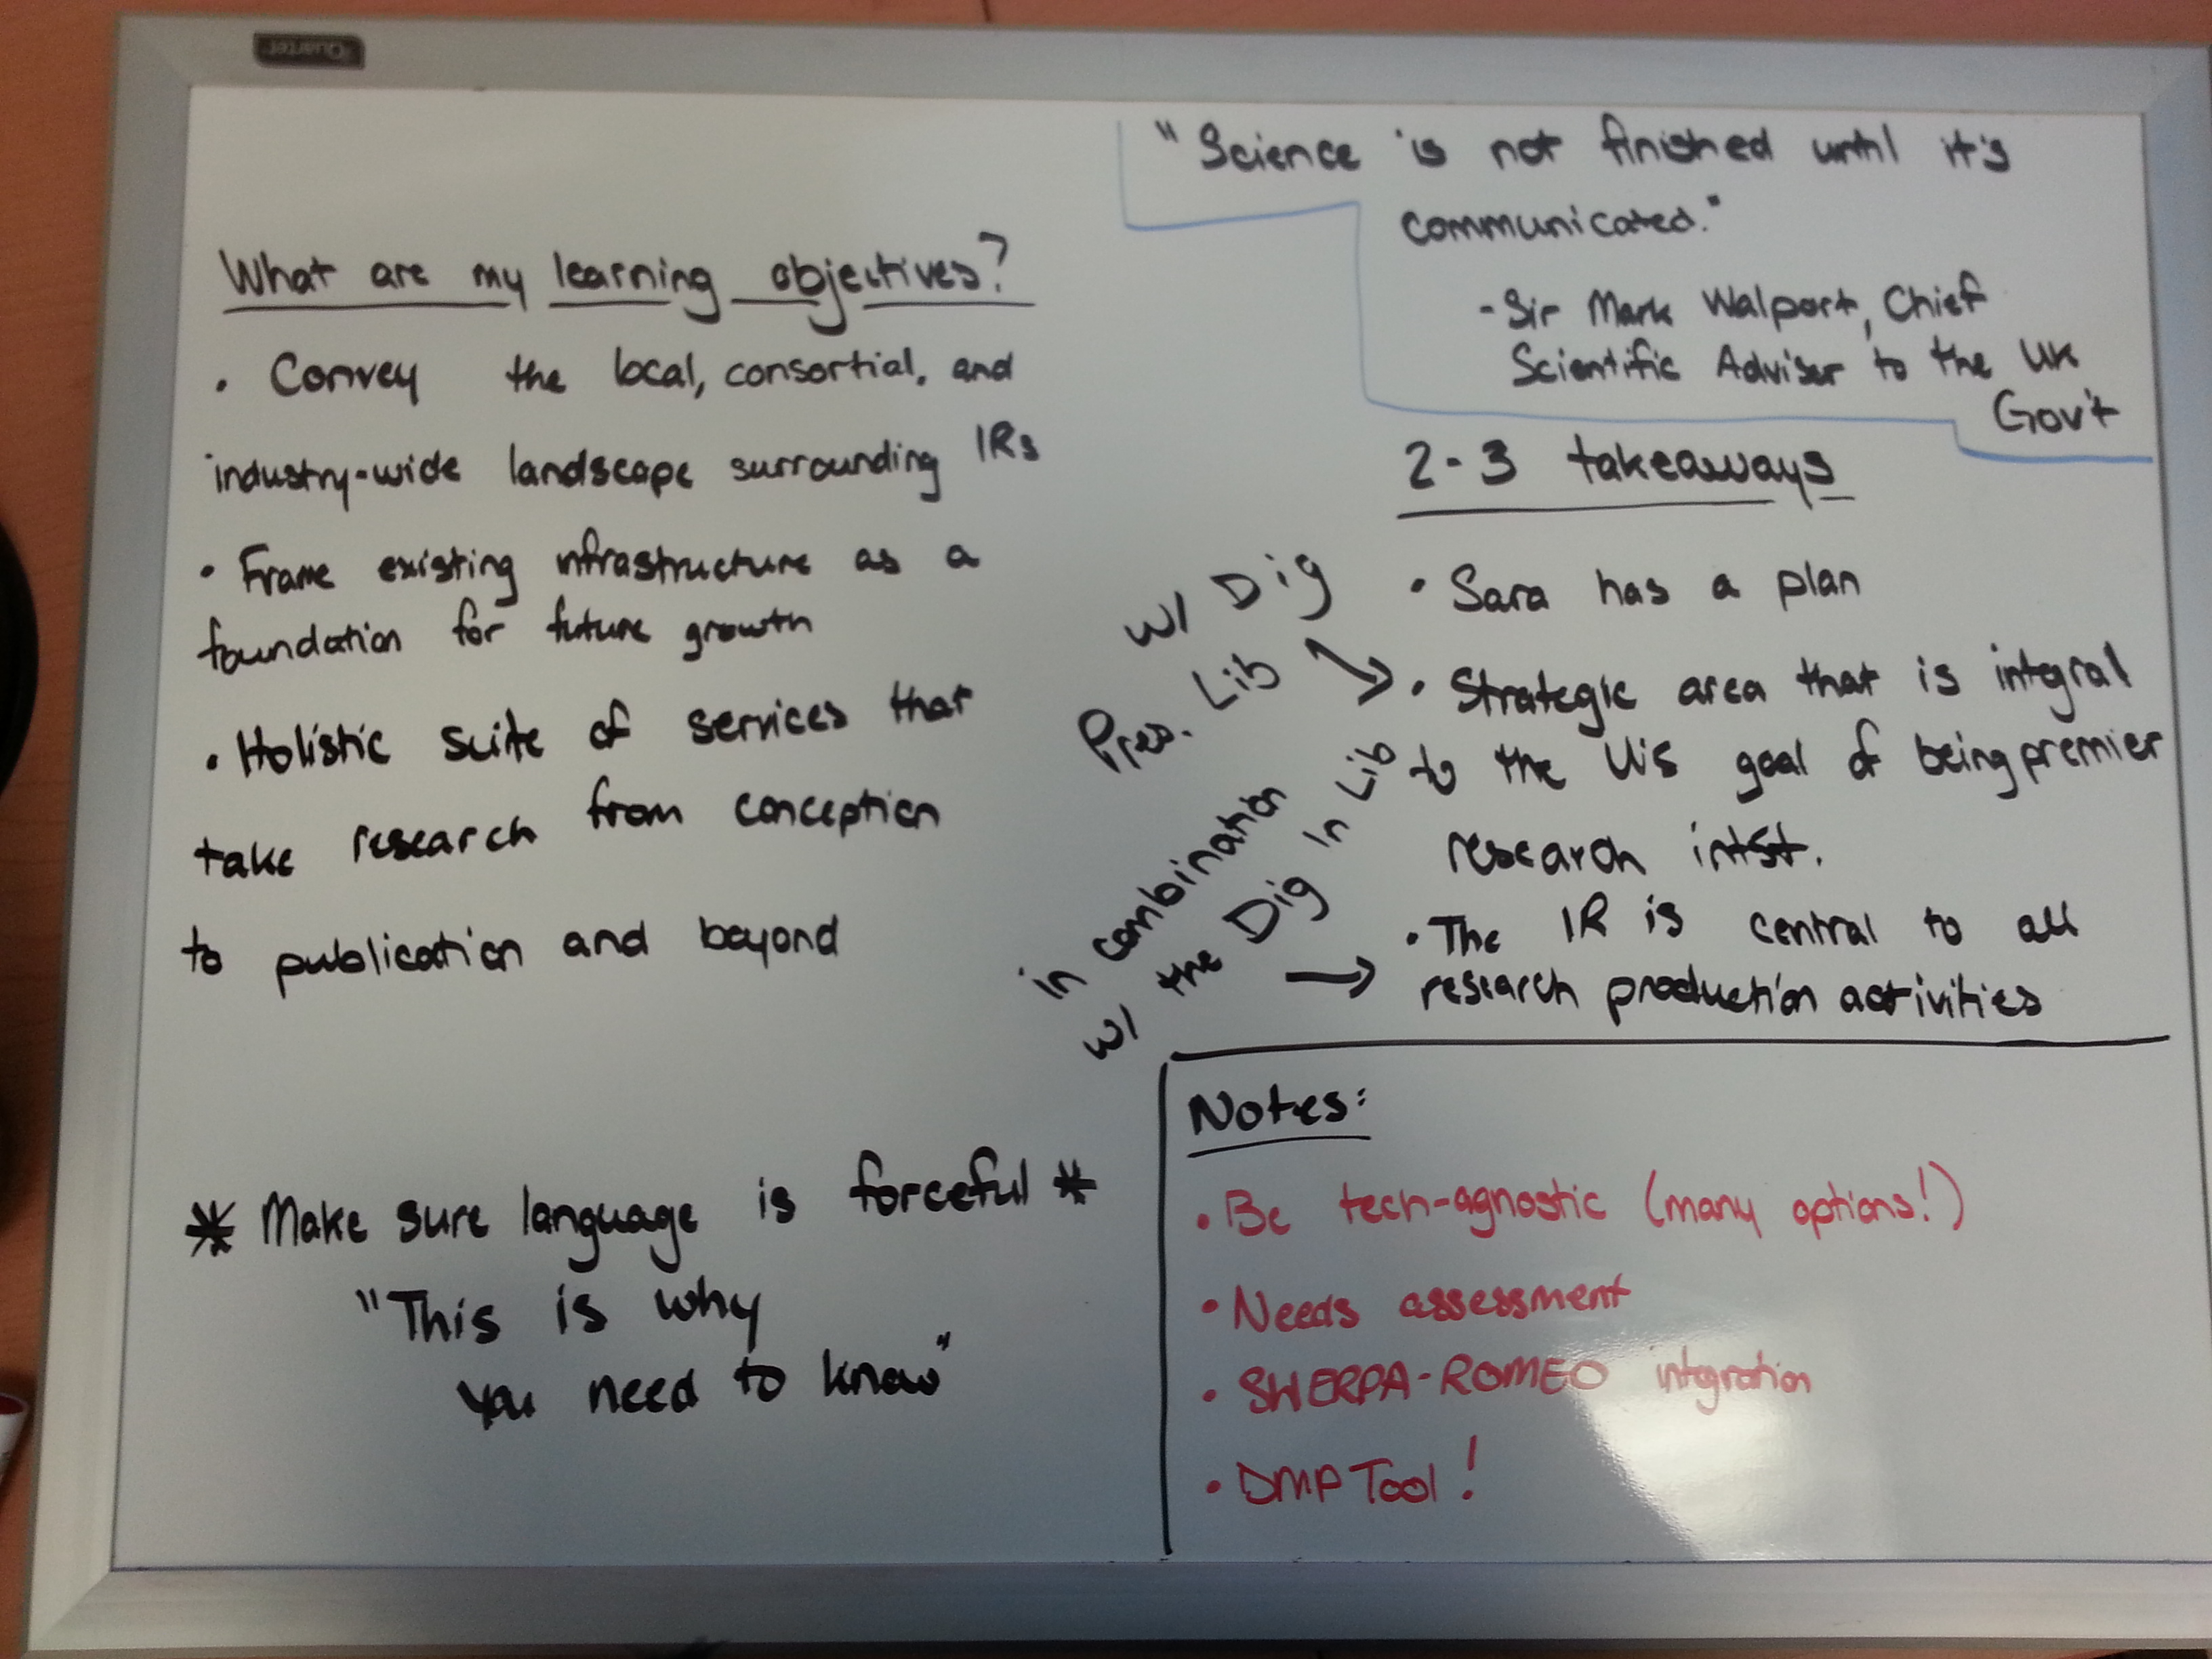 Quartet
"Science is not finished until it's
communicated."
- Sir Mark Walport, Chief
Scientific Adviser to the UK
Gov't
What are my learning objectives?
• Convey the local, consortial, and
industry-wide landscape surrounding IRs
• Frame existing infrastructure as a
foundation for future growth
• Holistic suite of services that
take research from conception
to publication and beyond
* Make sure language is forceful *
"This is why
you need to know"
2-3 takeaways
• Sara has a plan
w/ Dig
Pres. Lib →
• Strategic area that is integral
to the U's goal of being premier
research intst.
in combination
w/ the Dig In Lib →
• The IR is central to all
research production activities
Notes:
• Be tech-agnostic (many options!)
• Needs assessment
• SHERPA-ROMEO integration
• DMP Tool!